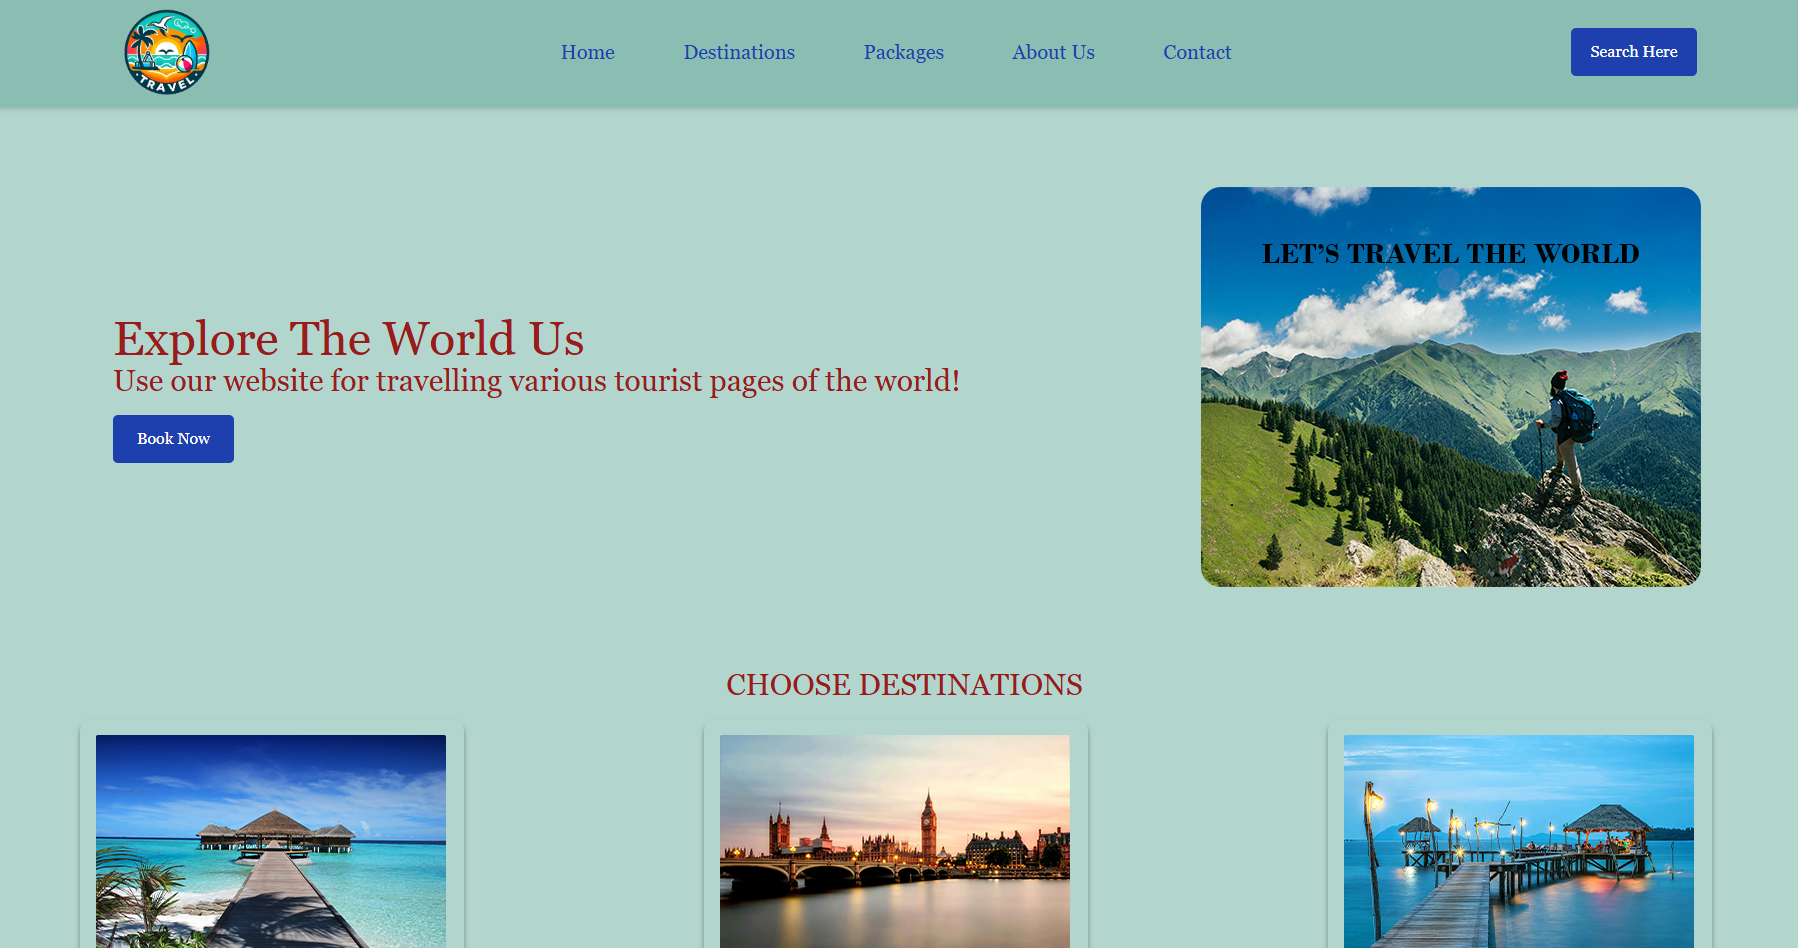 TRAVEL
Home
Destinations
Packages
About Us
Contact
Search Here
LET'S TRAVEL THE WORLD
Explore The World Us
Use our website for travelling various tourist pages of the world!
Book Now
CHOOSE DESTINATIONS